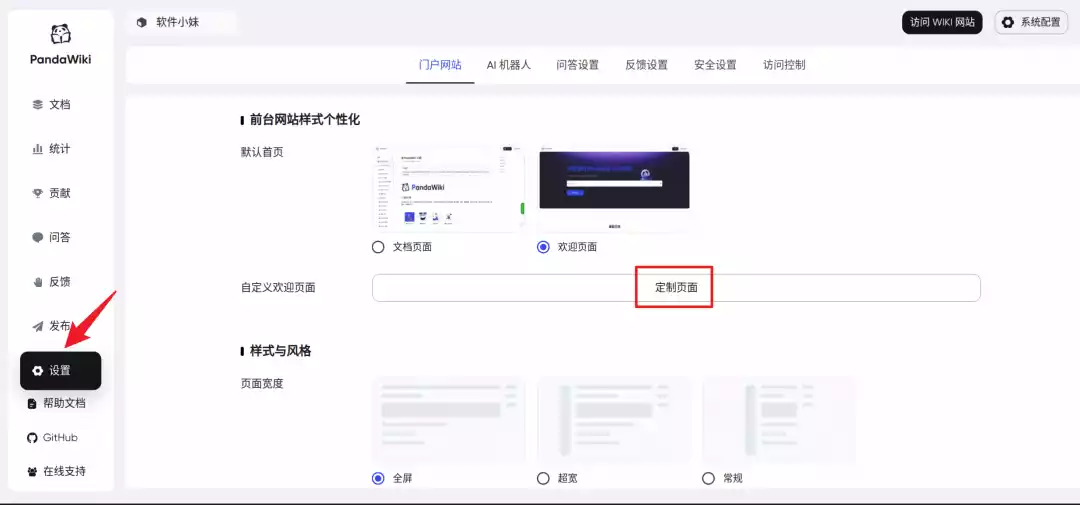 PandaWiki
软件小妹
访问 WIKI 网站
系统配置
门户网站
AI 机器人
问答设置
反馈设置
安全设置
访问控制
文档
统计
贡献
问答
反馈
发布
设置
帮助文档
GitHub
在线支持
前台网站样式个性化
默认首页
PandaWiki
文档页面
欢迎页面
自定义欢迎页面
定制页面
样式与风格
页面宽度
全屏
超宽
常规